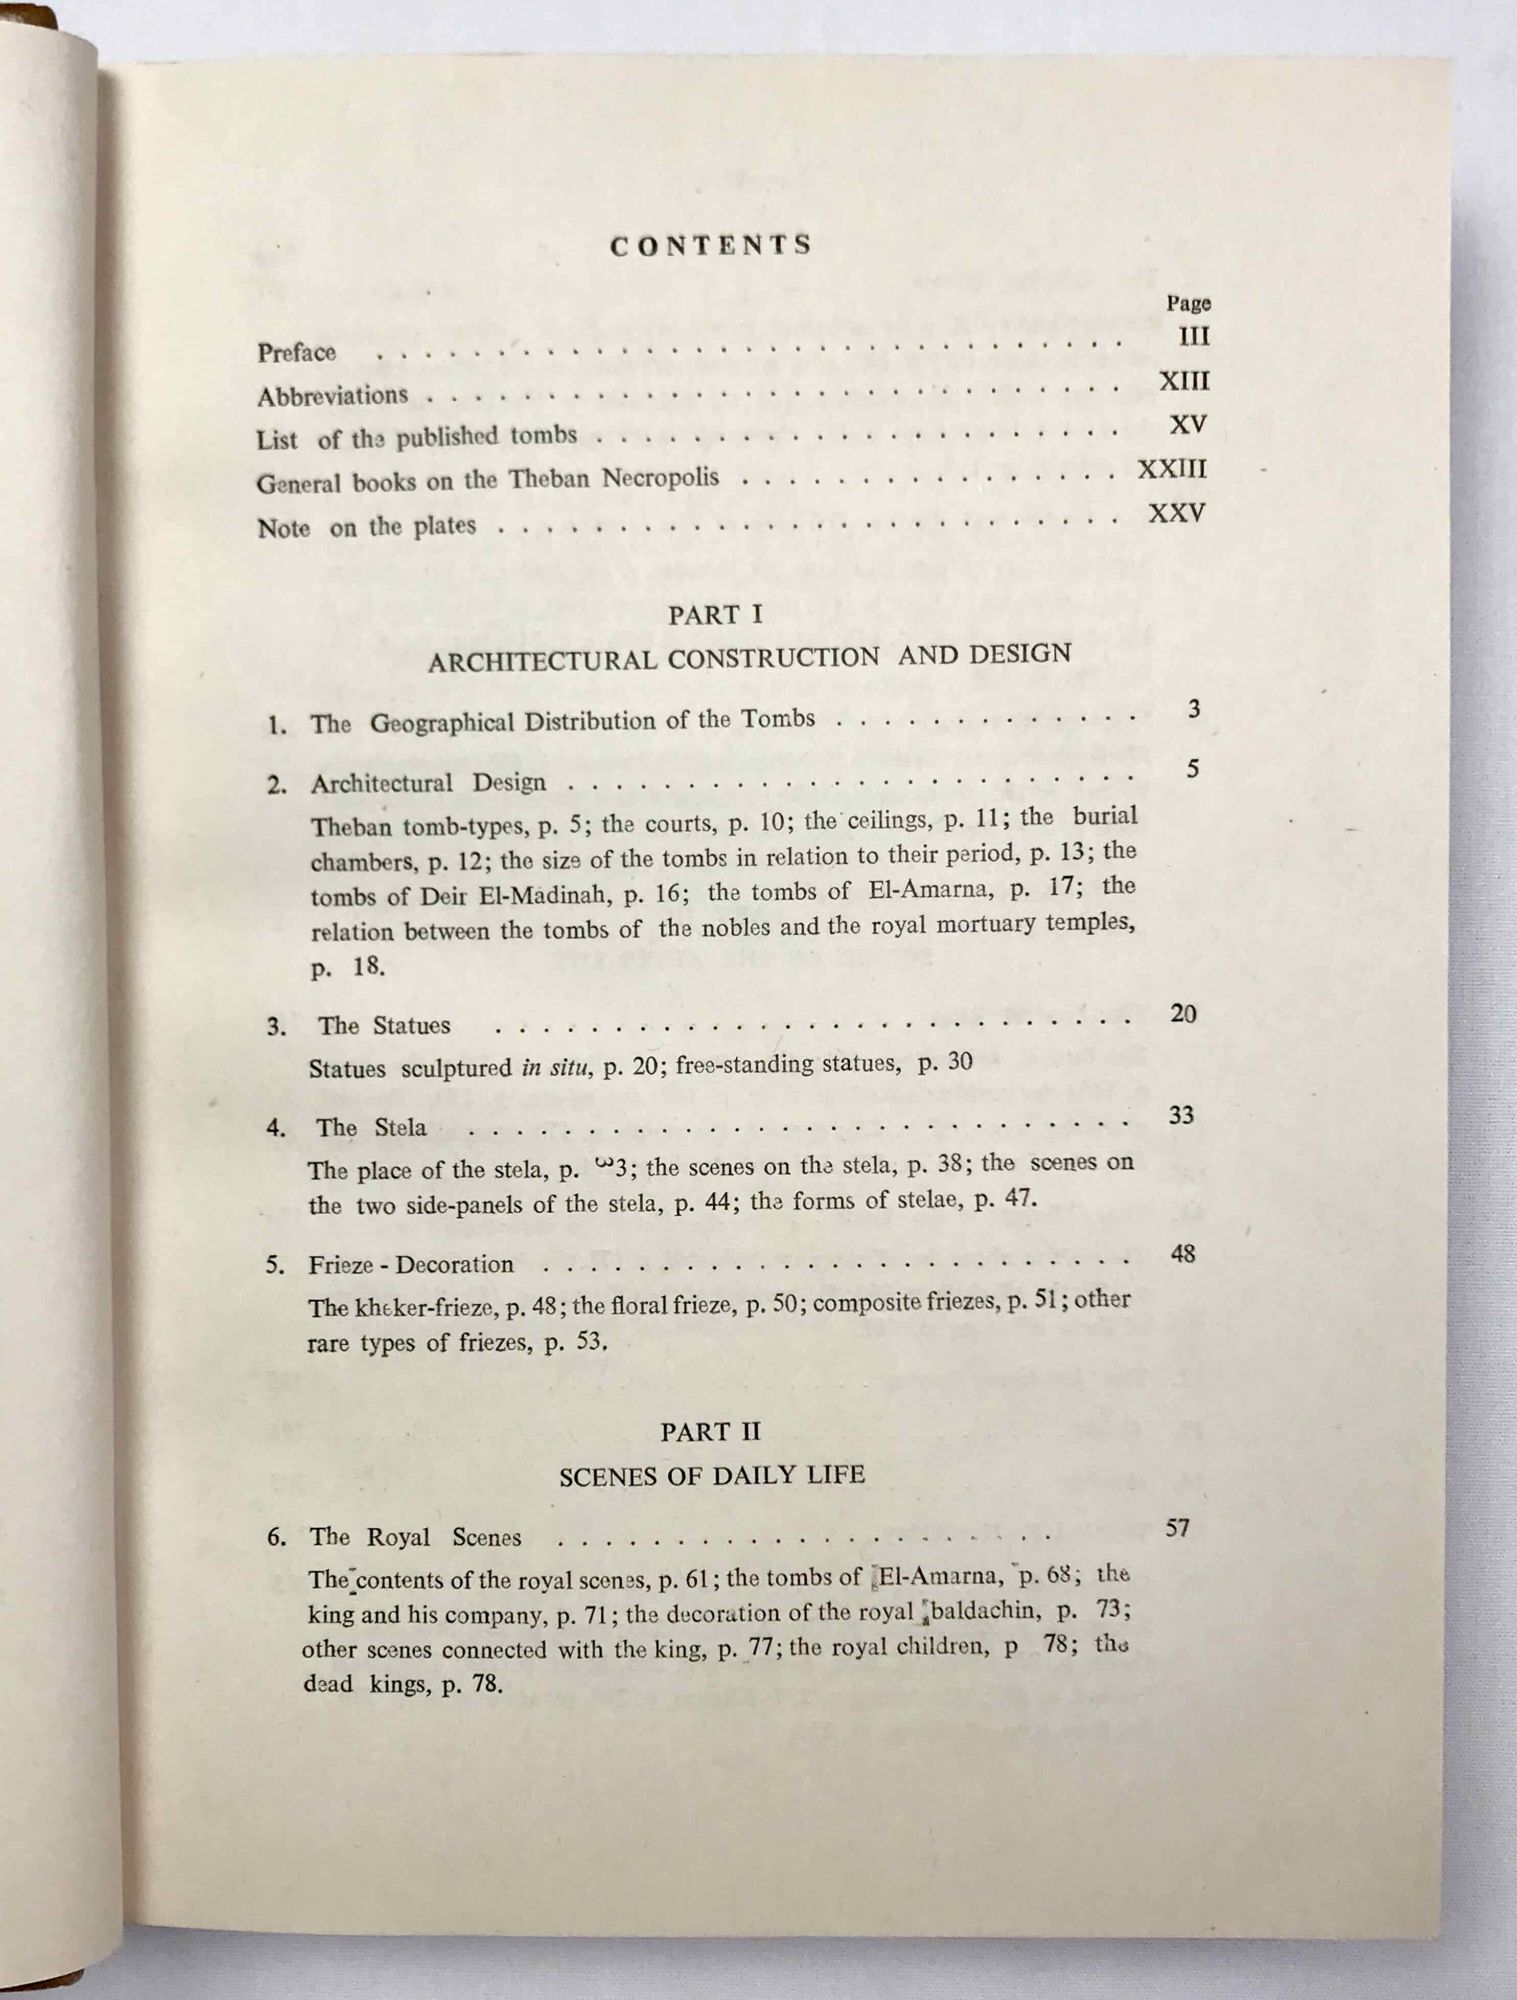 CONTENTS
Page
Preface . . . . . . . . . . . . . . . . . . . . . . . . . . . . . . . III
Abbreviations . . . . . . . . . . . . . . . . . . . . . . . . . . . . . XIII
List of the published tombs . . . . . . . . . . . . . . . . . . . . . . XV
General books on the Theban Necropolis . . . . . . . . . . . . . . . . XXIII
Note on the plates . . . . . . . . . . . . . . . . . . . . . . . . . . XXV
PART I
ARCHITECTURAL CONSTRUCTION AND DESIGN
1. The Geographical Distribution of the Tombs . . . . . . . . . . . . . 3
2. Architectural Design . . . . . . . . . . . . . . . . . . . . . . . . 5
Theban tomb-types, p. 5; the courts, p. 10; the ceilings, p. 11; the burial
chambers, p. 12; the size of the tombs in relation to their period, p. 13; the
tombs of Deir El-Madinah, p. 16; the tombs of El-Amarna, p. 17; the
relation between the tombs of the nobles and the royal mortuary temples,
p. 18.
3. The Statues . . . . . . . . . . . . . . . . . . . . . . . . . . . 20
Statues sculptured in situ, p. 20; free-standing statues, p. 30
4. The Stela . . . . . . . . . . . . . . . . . . . . . . . . . . . . 33
The place of the stela, p. 33; the scenes on the stela, p. 38; the scenes on
the two side-panels of the stela, p. 44; the forms of stelae, p. 47.
5. Frieze - Decoration . . . . . . . . . . . . . . . . . . . . . . . . . 48
The kheker-frieze, p. 48; the floral frieze, p. 50; composite friezes, p. 51; other
rare types of friezes, p. 53.
PART II
SCENES OF DAILY LIFE
6. The Royal Scenes . . . . . . . . . . . . . . . . . . . . . 57
The contents of the royal scenes, p. 61; the tombs of El-Amarna, p. 68; the
king and his company, p. 71; the decoration of the royal baldachin, p. 73;
other scenes connected with the king, p. 77; the royal children, p 78; the
dead kings, p. 78.